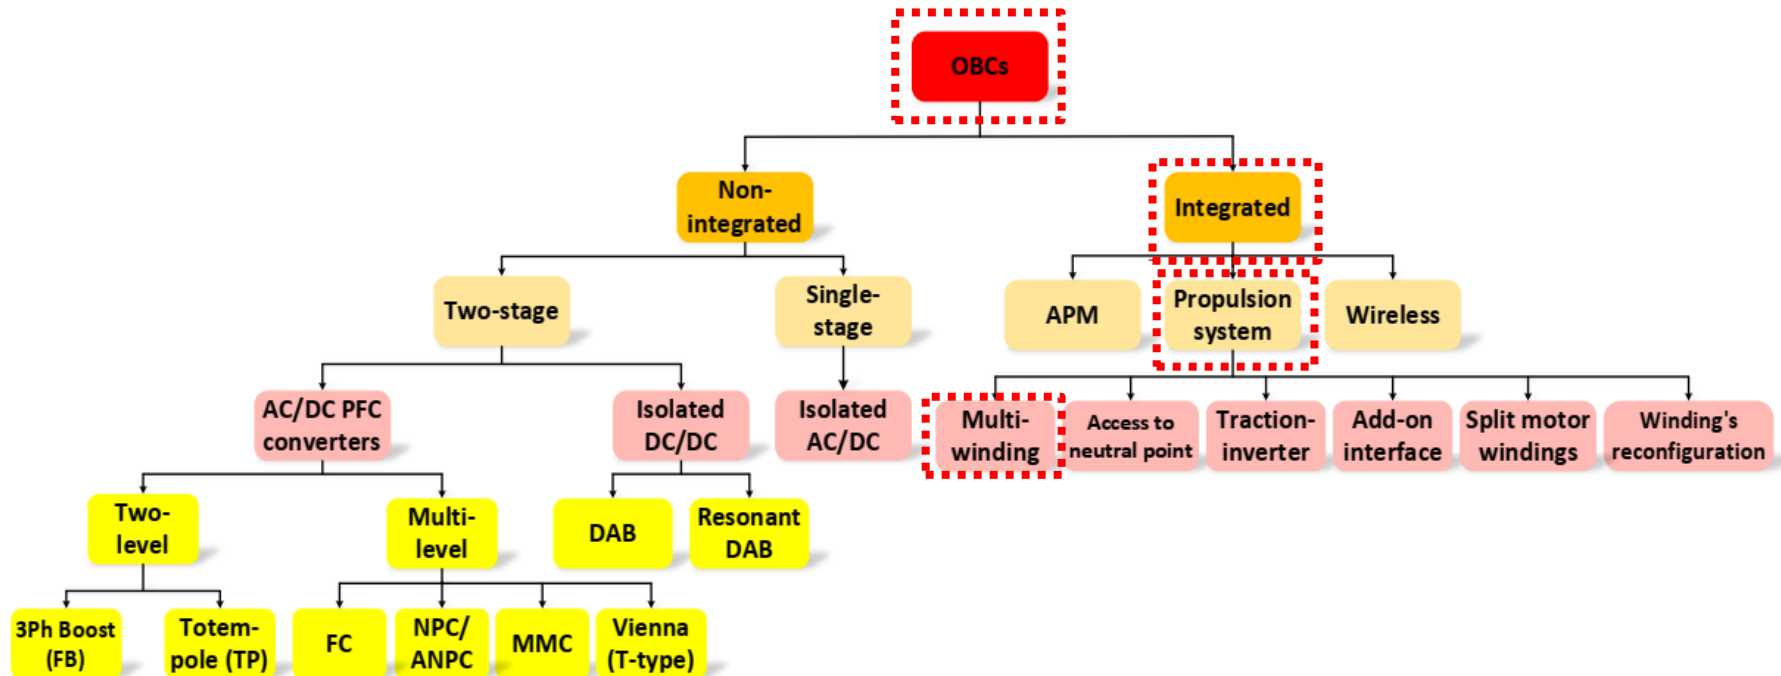 OBCs
Non-
integrated
Integrated
Two-stage
Single-
stage
APM
Propulsion
system
Wireless
AC/DC PFC
converters
Isolated
DC/DC
Isolated
AC/DC
Multi-
winding
Access to
neutral point
Traction-
inverter
Add-on
interface
Split motor
windings
Winding's
reconfiguration
Two-
level
Multi-
level
DAB
Resonant
DAB
3Ph Boost
(FB)
Totem-
pole (TP)
FC
NPC/
ANPC
MMC
Vienna
(T-type)